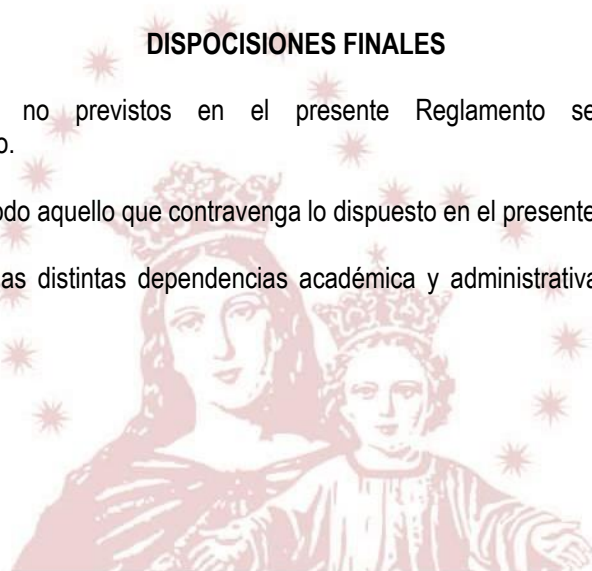 DISPOCISIONES FINALES
no previstos en el presente Reglamento se
o.
odo aquello que contravenga lo dispuesto en el presente
as distintas dependencias académica y administrativa